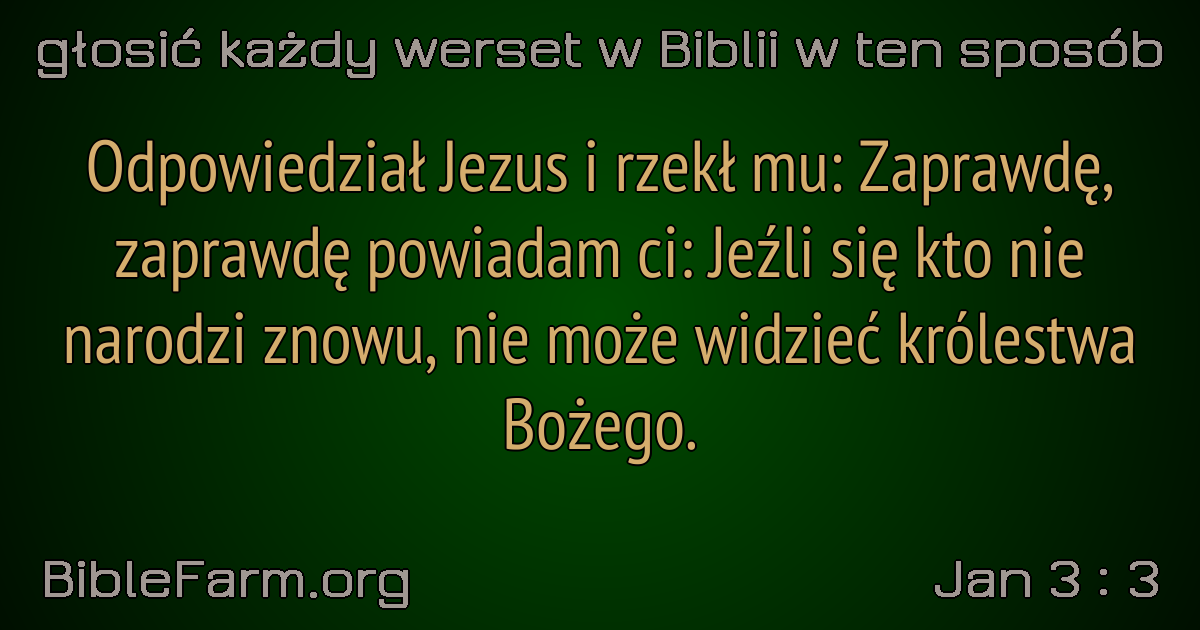 głosić każdy werset w Biblii w ten sposób
Odpowiedział Jezus i rzekł mu: Zaprawdę,
zaprawdę powiadam ci: Jeźli się kto nie
narodzi znowu, nie może widzieć królestwa
Bożego.
BibleFarm.org
Jan 3 : 3